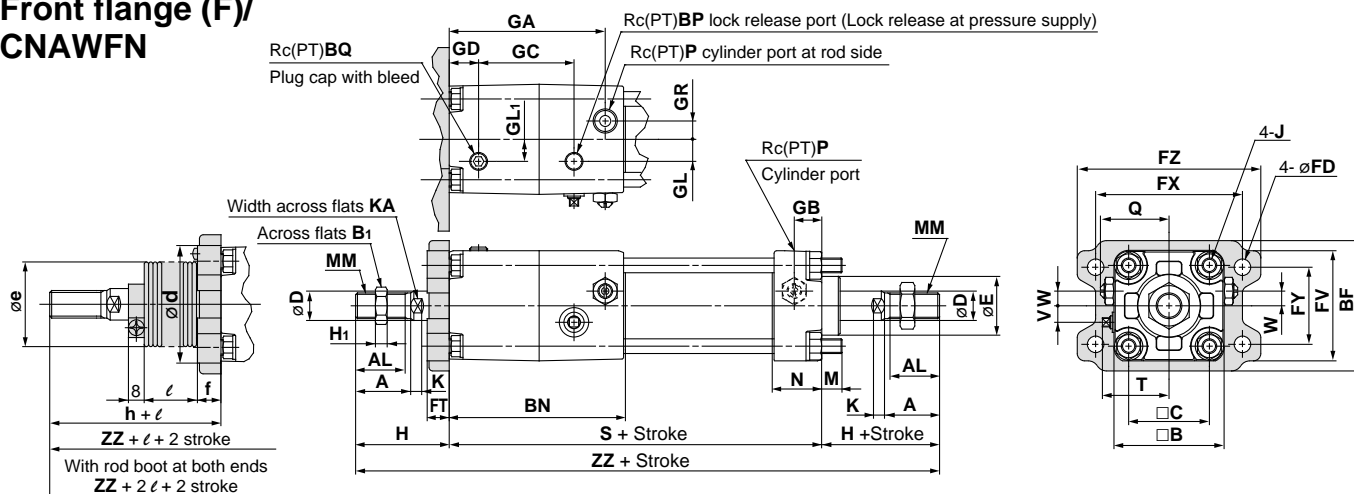 Front flange (F)/
CNAWFN
Rc(PT)BP lock release port (Lock release at pressure supply)
Rc(PT)P cylinder port at rod side
Rc(PT)BQ
Plug cap with bleed
GA
GD
GC
GR
GL1
GL
Rc(PT)P
Cylinder port
GB
Width across flats KA
Across flats B1
MM
MM
øD
øD
øE
H1
AL
A
K
FT
BN
N
M
AL
K
A
H
S + Stroke
H +Stroke
ZZ + Stroke
øe
ød
8
ℓ
f
h + ℓ
ZZ + ℓ + 2 stroke
With rod boot at both ends
ZZ + 2 ℓ + 2 stroke
4-J
4- øFD
FZ
FX
Q
VW
W
FY
FV
BF
T
□C
□B